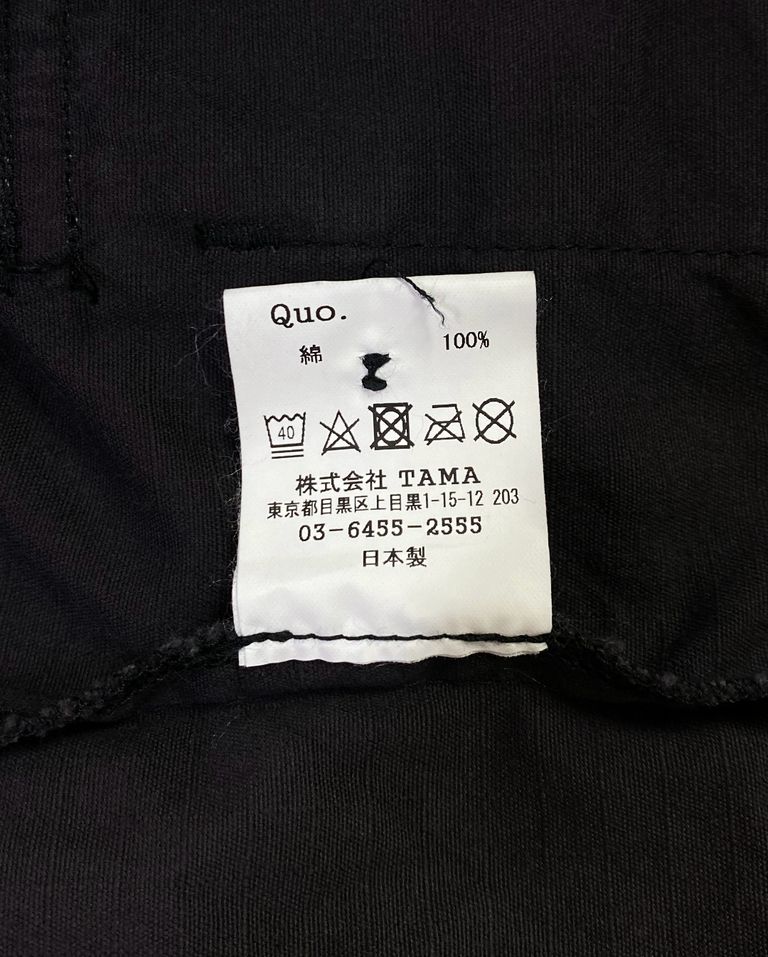 Quo.
綿 100%
40
株式会社 TAMA
東京都目黒区上目黒1-15-12 203
03-6455-2555
日本製